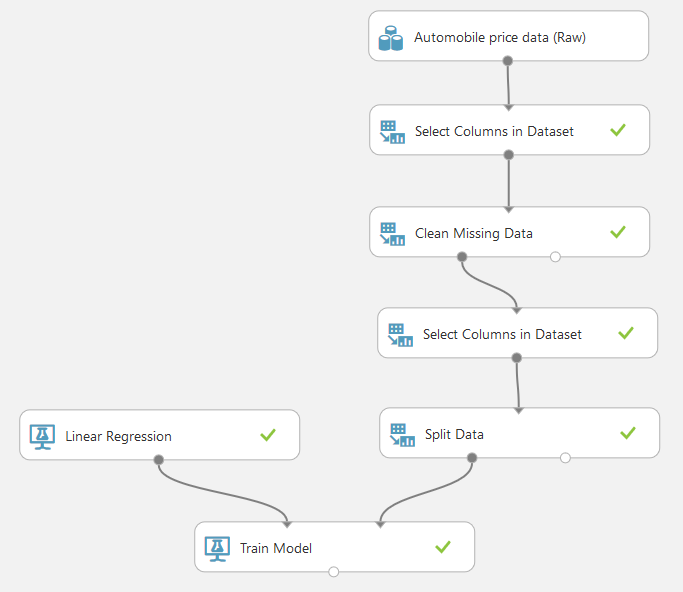 Automobile price data (Raw)
Select Columns in Dataset
Clean Missing Data
Select Columns in Dataset
Linear Regression
Split Data
Train Model